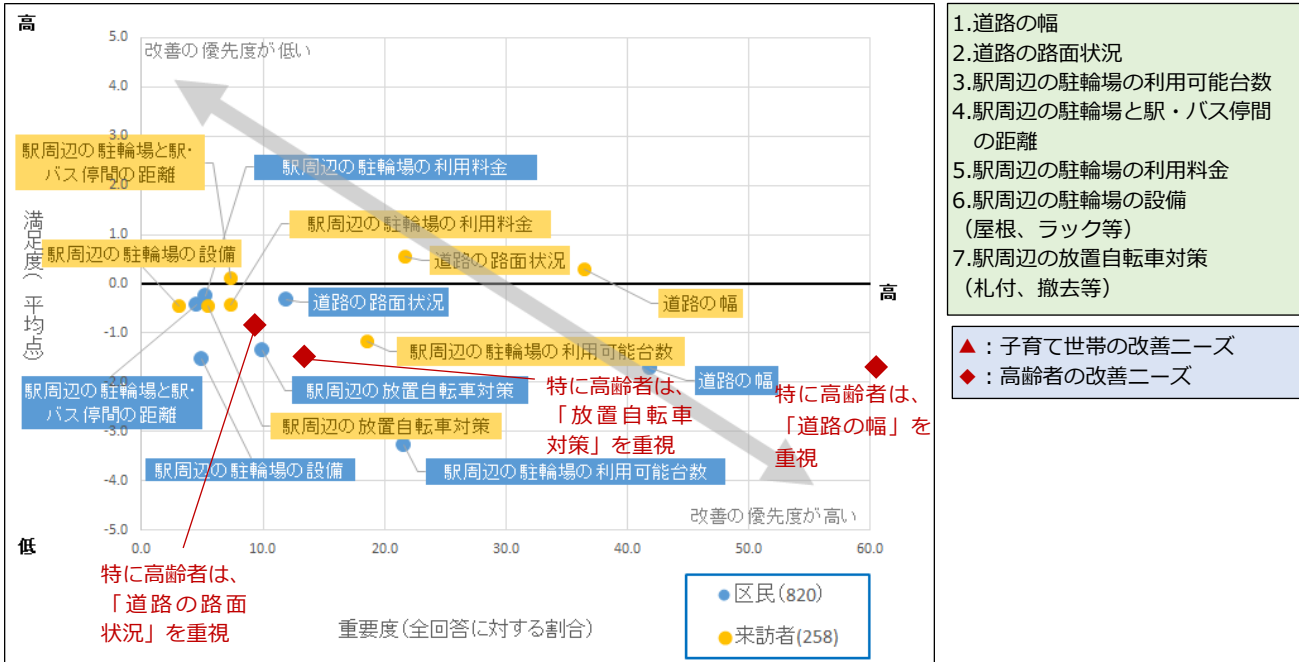 高
5.0
改善の優先度が低い
4.0
3.0
駅周辺の駐輪場と駅・
バス停間の距離
駅周辺の駐輪場の利用料金
2.0
満足度(平均点)
1.0
駅周辺の駐輪場の利用料金
駅周辺の駐輪場の設備
道路の路面状況
0.0
道路の路面状況
道路の幅
高
-1.0
駅周辺の駐輪場の利用可能台数
-2.0
駅周辺の駐輪場と駅・
バス停間の距離
駅周辺の放置自転車対策
道路の幅
特に高齢者は、
「放置自転車
対策」を重視
特に高齢者は、
「道路の幅」を
重視
-3.0
駅周辺の放置自転車対策
駅周辺の駐輪場の設備
駅周辺の駐輪場の利用可能台数
-4.0
改善の優先度が高い
-5.0
低
0.0 10.0 20.0 30.0 40.0 50.0 60.0
特に高齢者は、
「道路の路面
状況」を重視
重要度(全回答に対する割合)
区民(820)
来訪者(258)
1.道路の幅
2.道路の路面状況
3.駅周辺の駐輪場の利用可能台数
4.駅周辺の駐輪場と駅・バス停間
の距離
5.駅周辺の駐輪場の利用料金
6.駅周辺の駐輪場の設備
(屋根、ラック等)
7.駅周辺の放置自転車対策
(札付、撤去等)
▲:子育て世帯の改善ニーズ
◆:高齢者の改善ニーズ